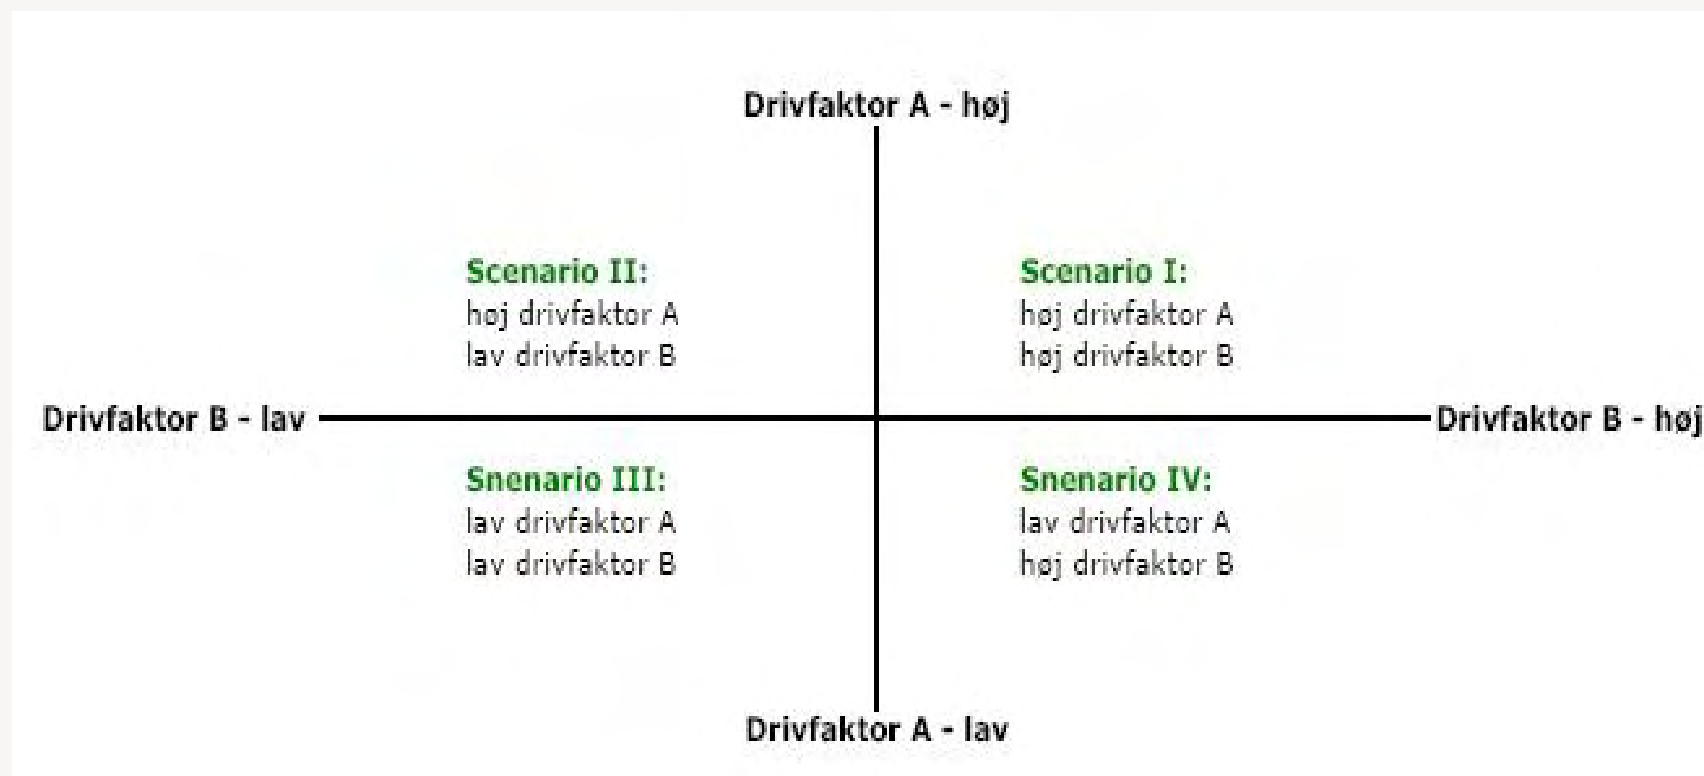 Drivfaktor A - høj
Scenario II:
høj drivfaktor A
lav drivfaktor B
Scenario I:
høj drivfaktor A
høj drivfaktor B
Drivfaktor B - lav
Drivfaktor B - høj
Snenario III:
lav drivfaktor A
lav drivfaktor B
Snenario IV:
lav drivfaktor A
høj drivfaktor B
Drivfaktor A - lav